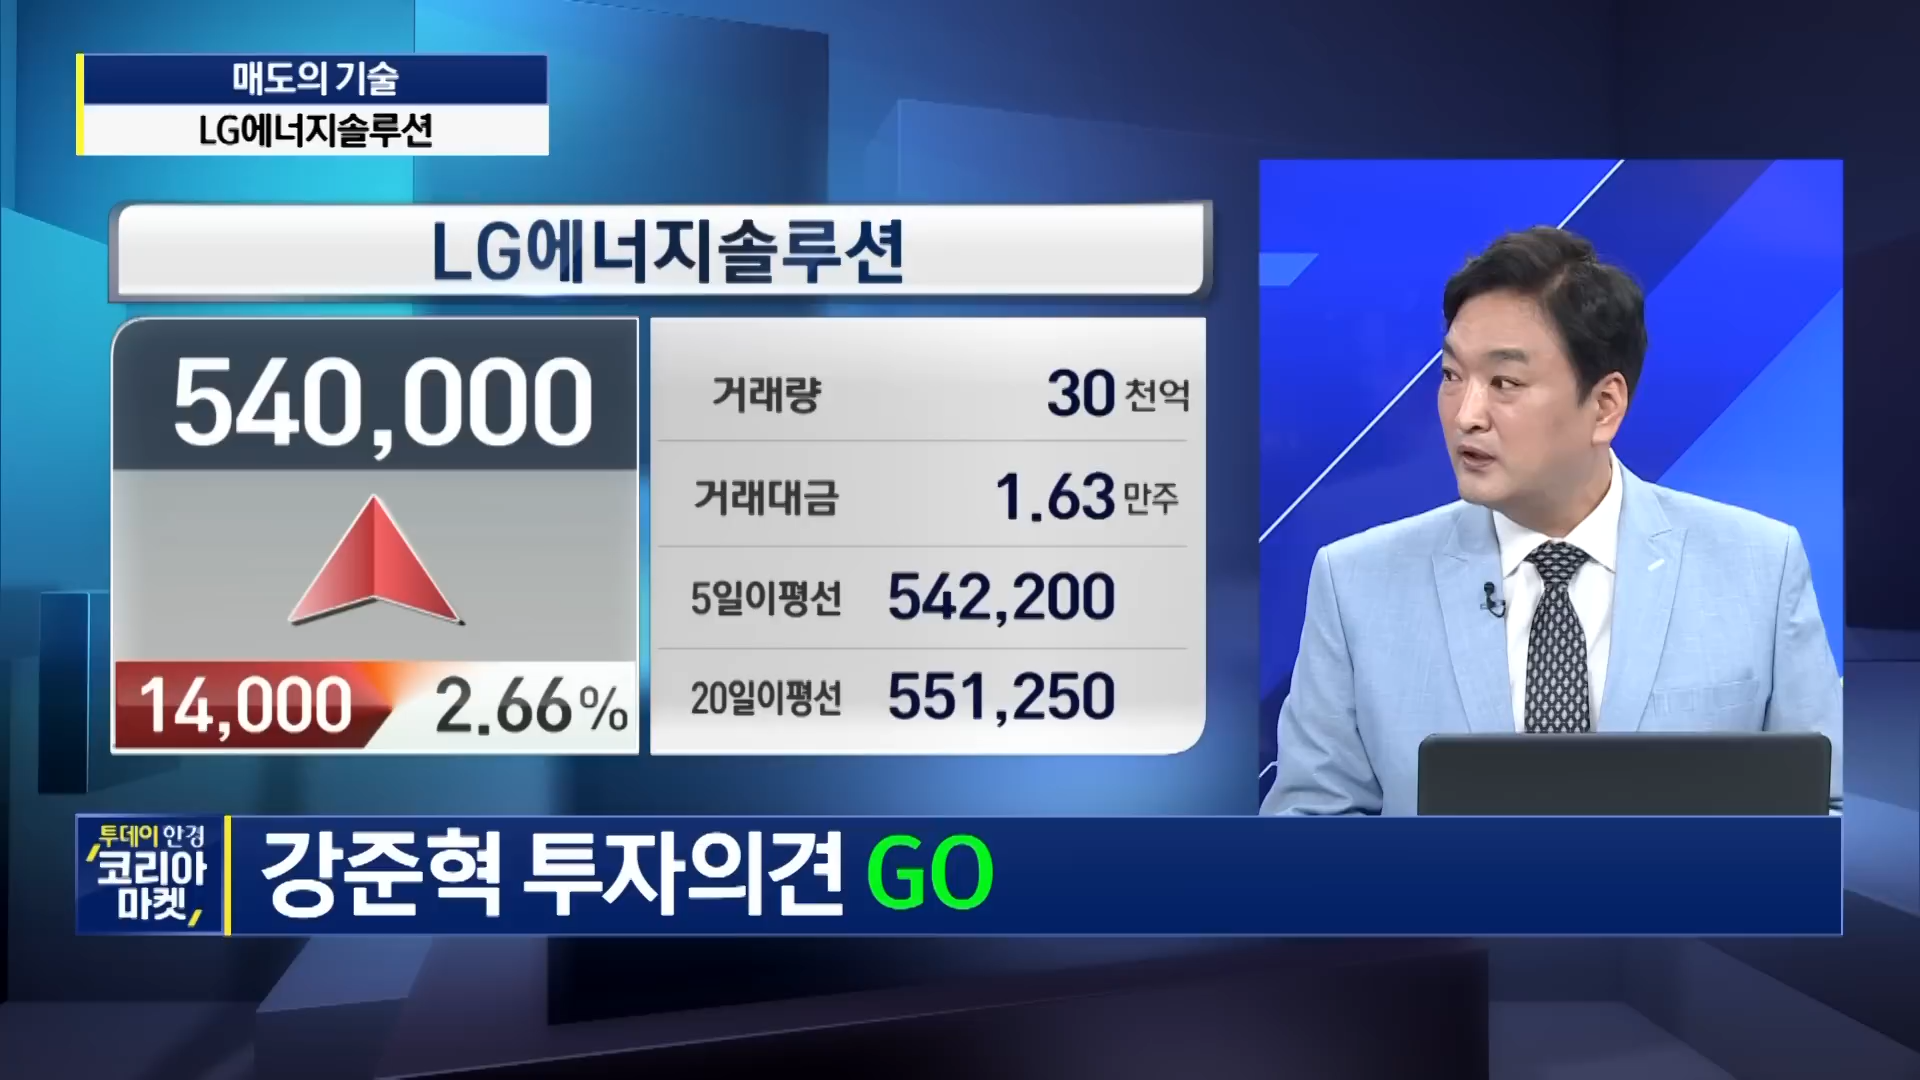 매도의 기술
LG에너지솔루션
LG에너지솔루션
540,000
14,000 2.66%
거래량 30 천억
거래대금 1.63 만주
5일이평선 542,200
20일이평선 551,250
투데이 안경
코리아
마켓
강준혁 투자의견 GO